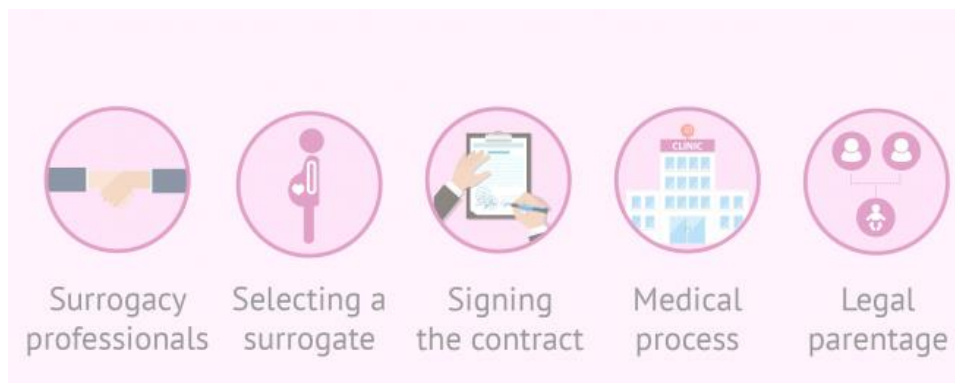 CLINIC
Surrogacy
professionals
Selecting a
surrogate
Signing
the contract
Medical
process
Legal
parentage